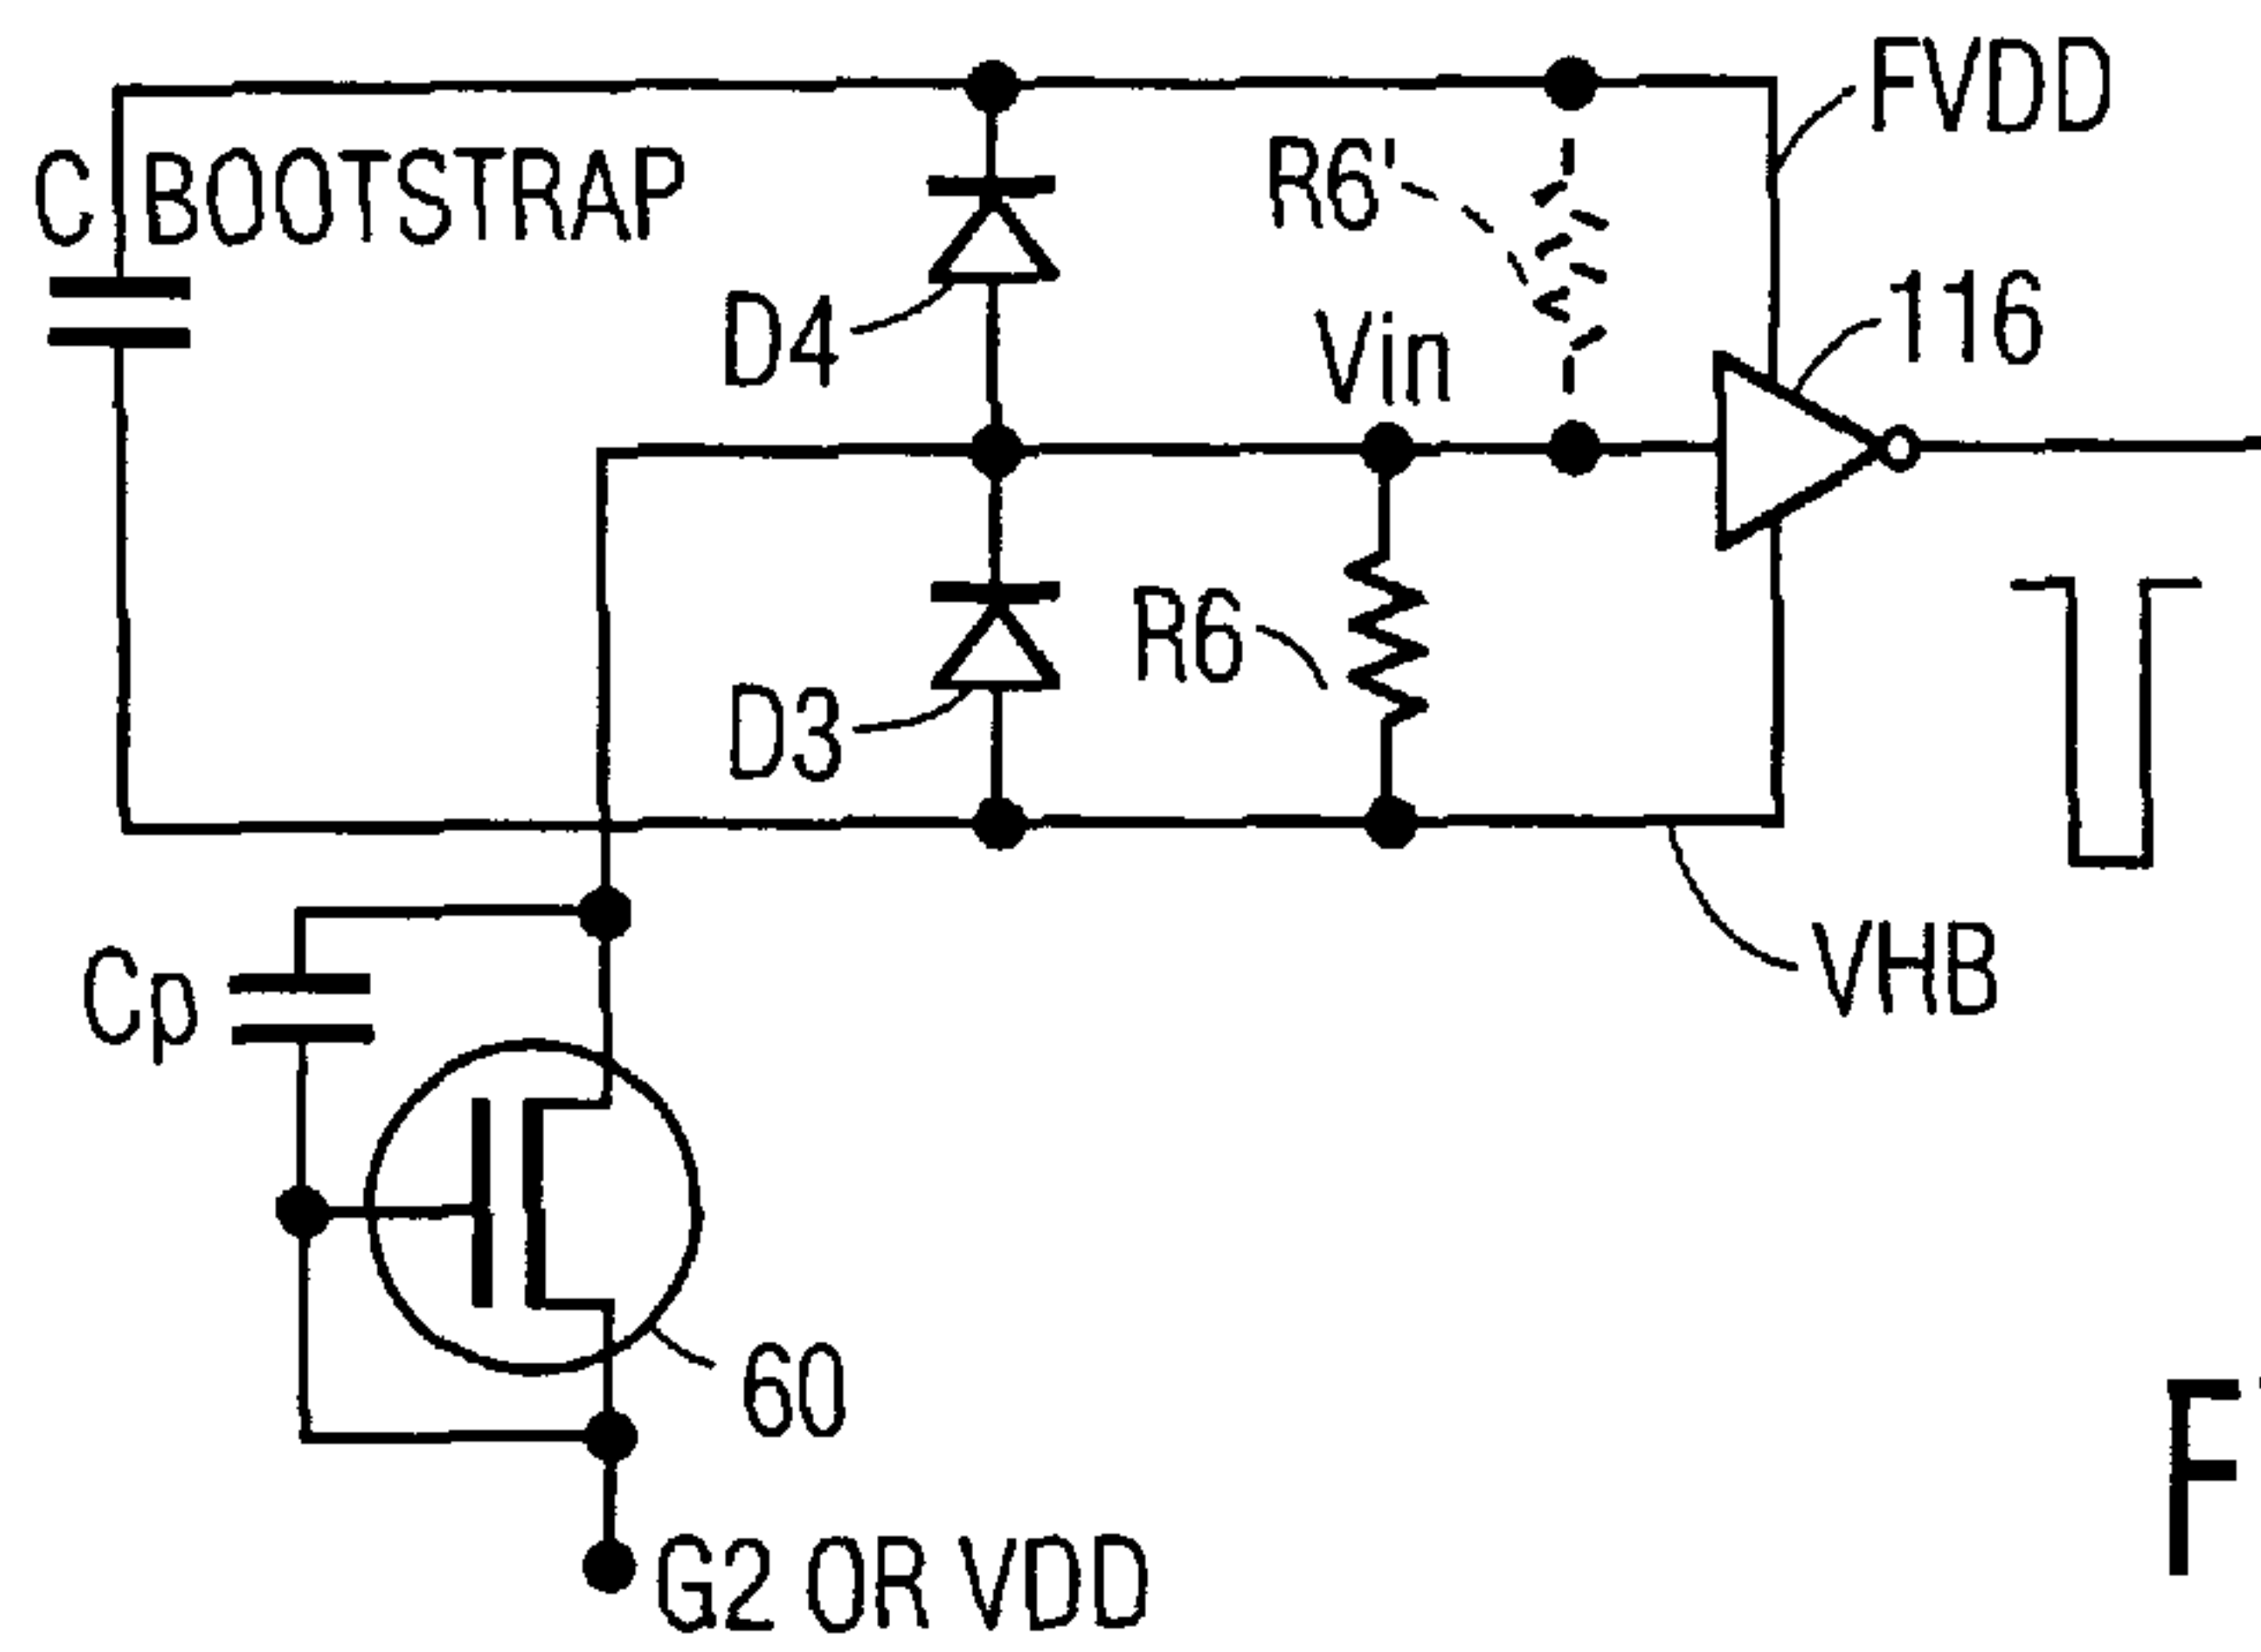 FVDD
C BOOTSTRAP
R6'
D4
Vin
116
R6
D3
VHB
Cp
60
F
G2 OR VDD